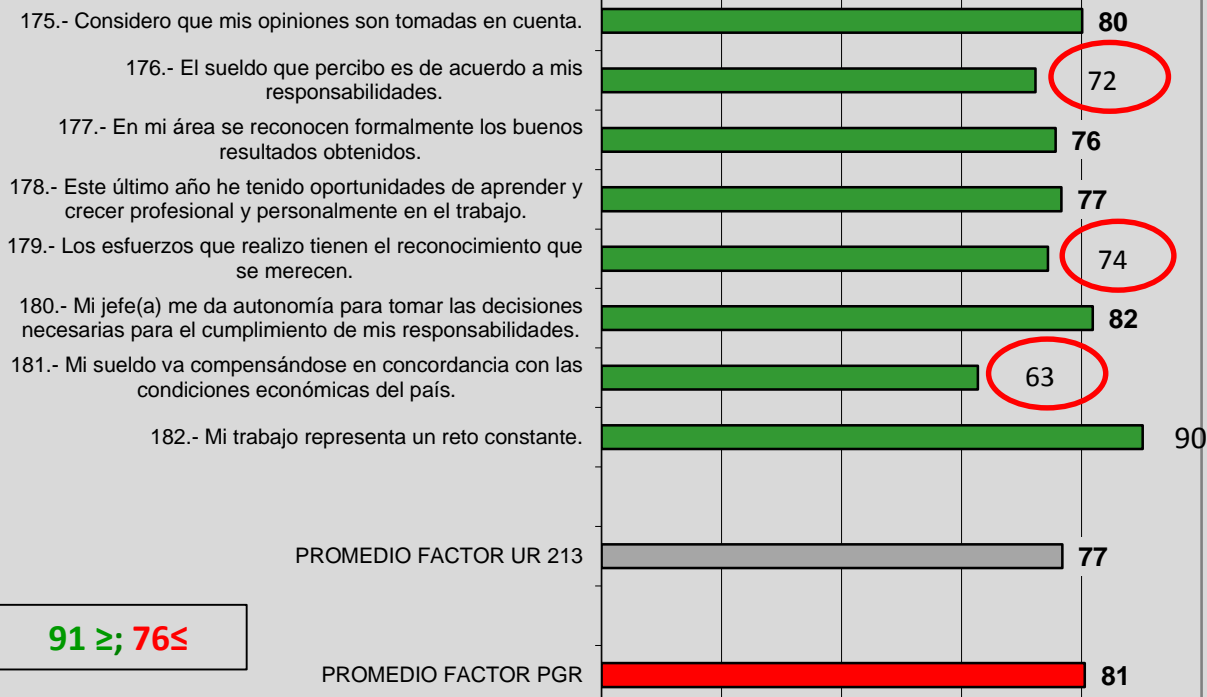 175.- Considero que mis opiniones son tomadas en cuenta.
80
176.- El sueldo que percibo es de acuerdo a mis
responsabilidades.
72
177.- En mi área se reconocen formalmente los buenos
resultados obtenidos.
76
178.- Este último año he tenido oportunidades de aprender y
crecer profesional y personalmente en el trabajo.
77
179.- Los esfuerzos que realizo tienen el reconocimiento que
se merecen.
74
180.- Mi jefe(a) me da autonomía para tomar las decisiones
necesarias para el cumplimiento de mis responsabilidades.
82
181.- Mi sueldo va compensándose en concordancia con las
condiciones económicas del país.
63
182.- Mi trabajo representa un reto constante.
90
PROMEDIO FACTOR UR 213
77
91 ≥; 76≤
PROMEDIO FACTOR PGR
81